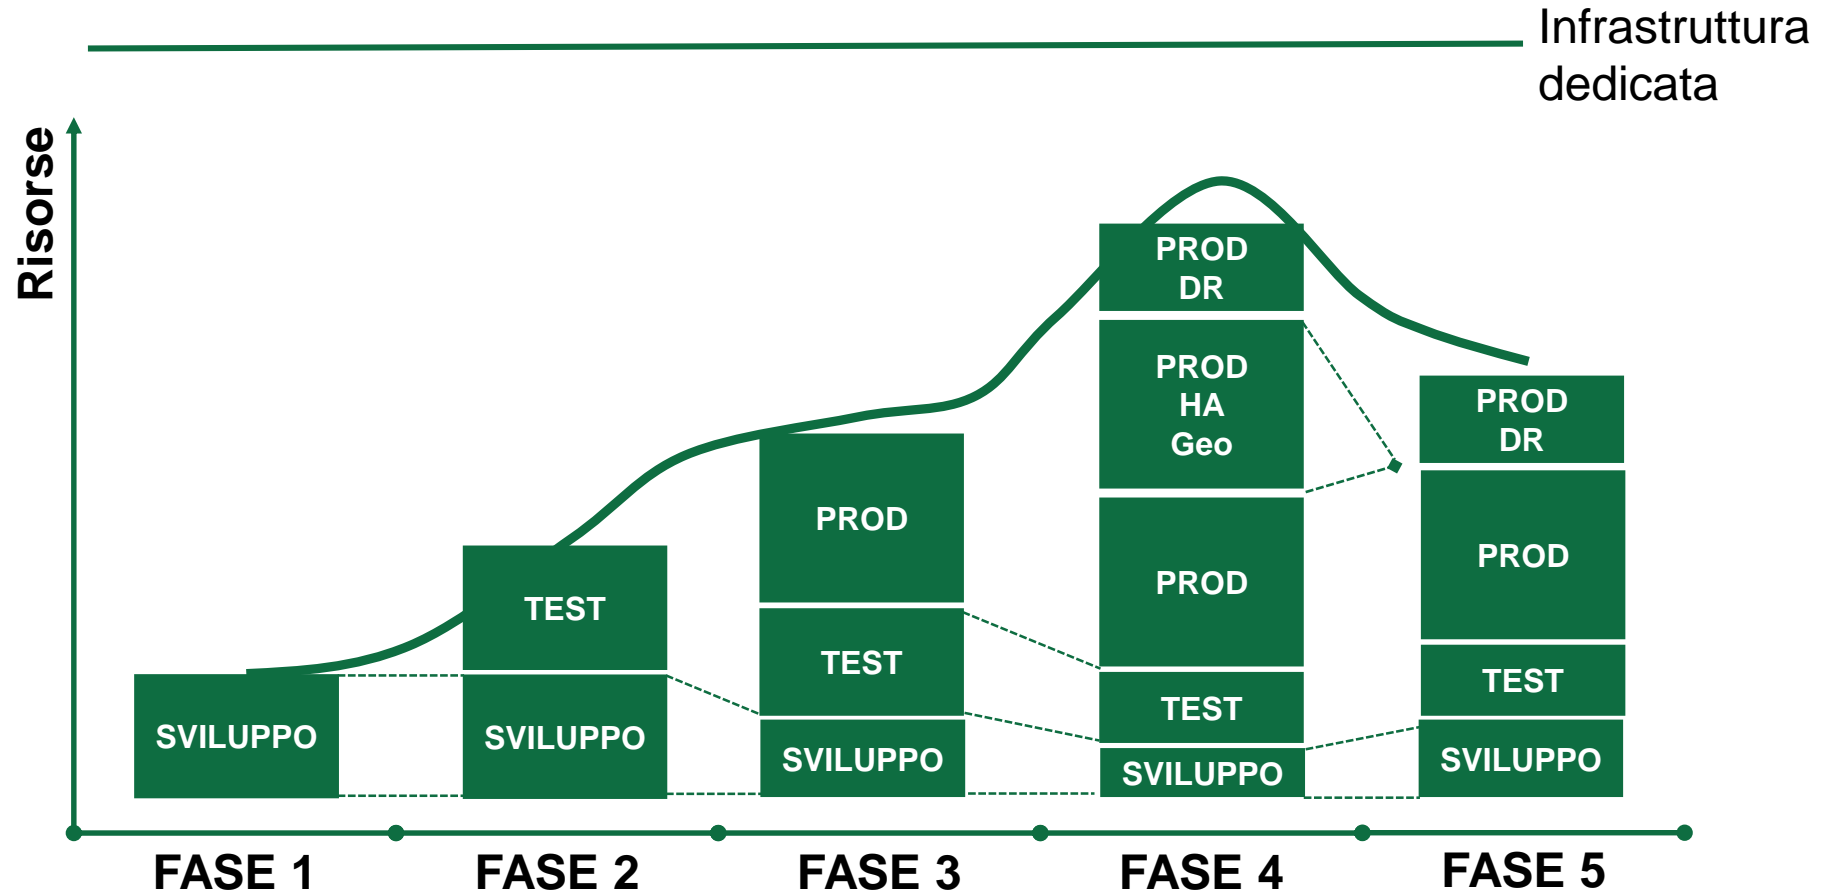 Infrastruttura
dedicata
Risorse
SVILUPPO
TEST
SVILUPPO
PROD
TEST
SVILUPPO
PROD
DR
PROD
HA
Geo
PROD
TEST
SVILUPPO
PROD
DR
PROD
TEST
SVILUPPO
FASE 1
FASE 2
FASE 3
FASE 4
FASE 5